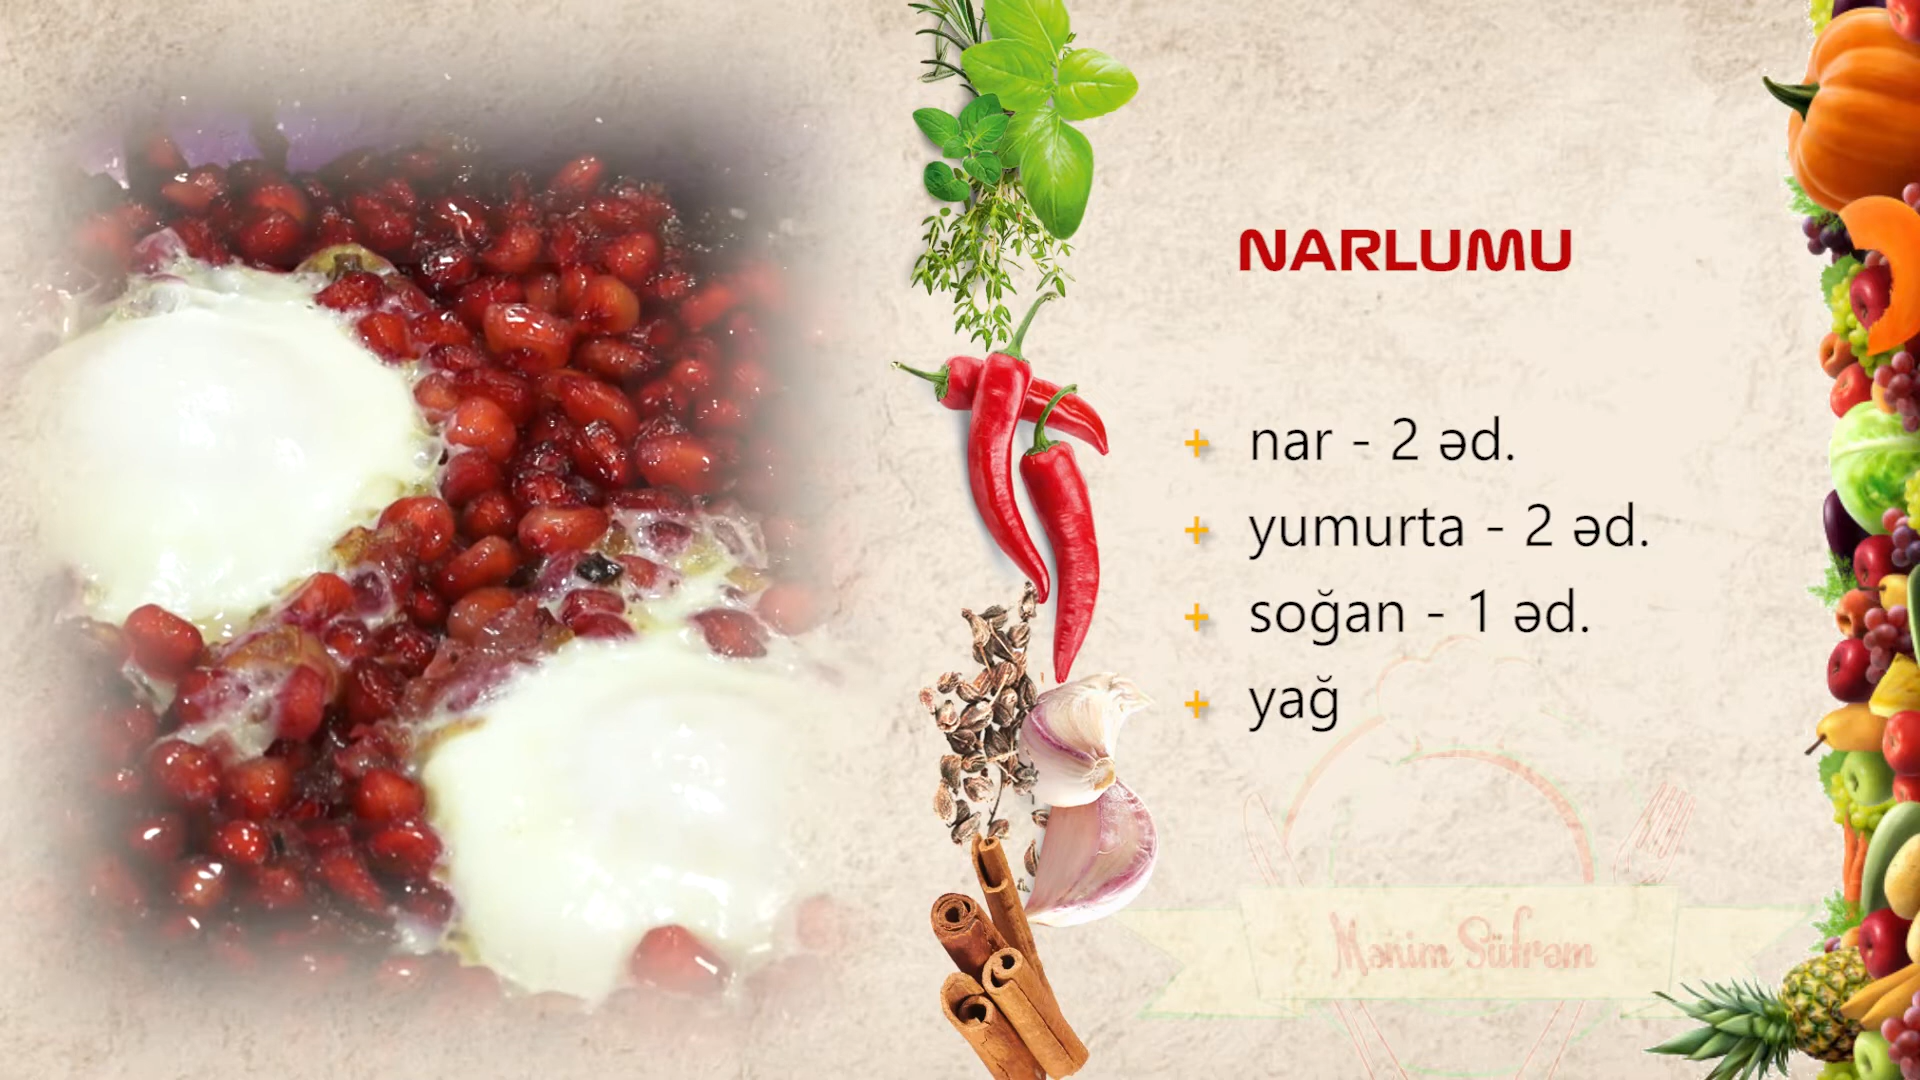 NARLUMU
+ nar - 2 əd.
+ yumurta - 2 əd.
+ soğan - 1 əd.
+ yağ
Mənim Süfrəm